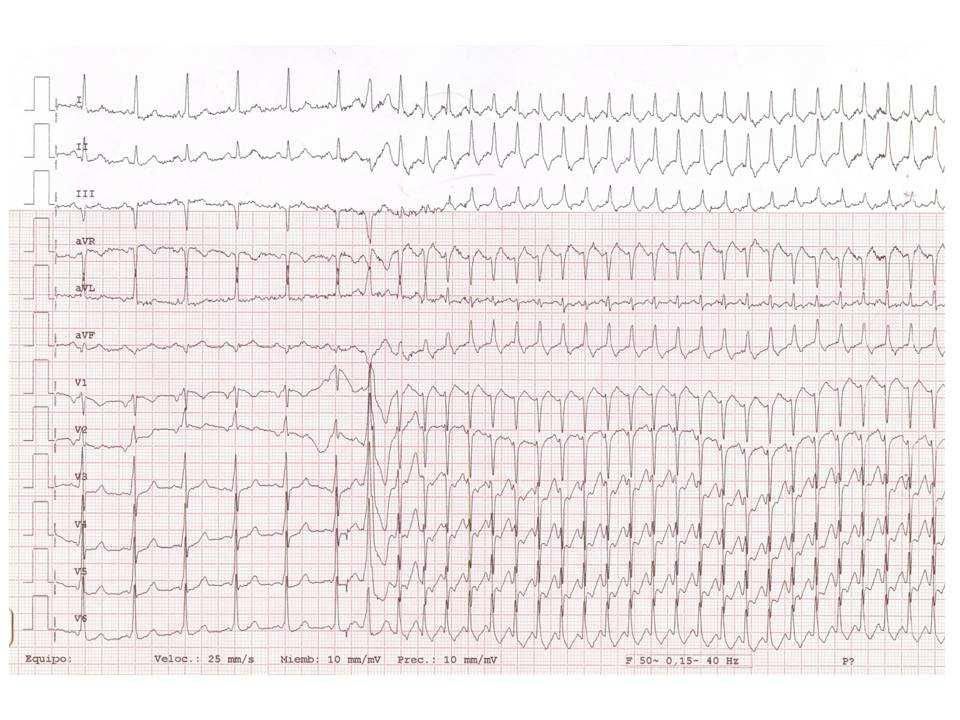 I
II
III
aVR
aVL
aVF
V1
V2
V3
V4
V5
V6
Equipo: Veloc.: 25 mm/s Miemb: 10 mm/mV Prec.: 10 mm/mV F 50~ 0,15- 40 Hz P?